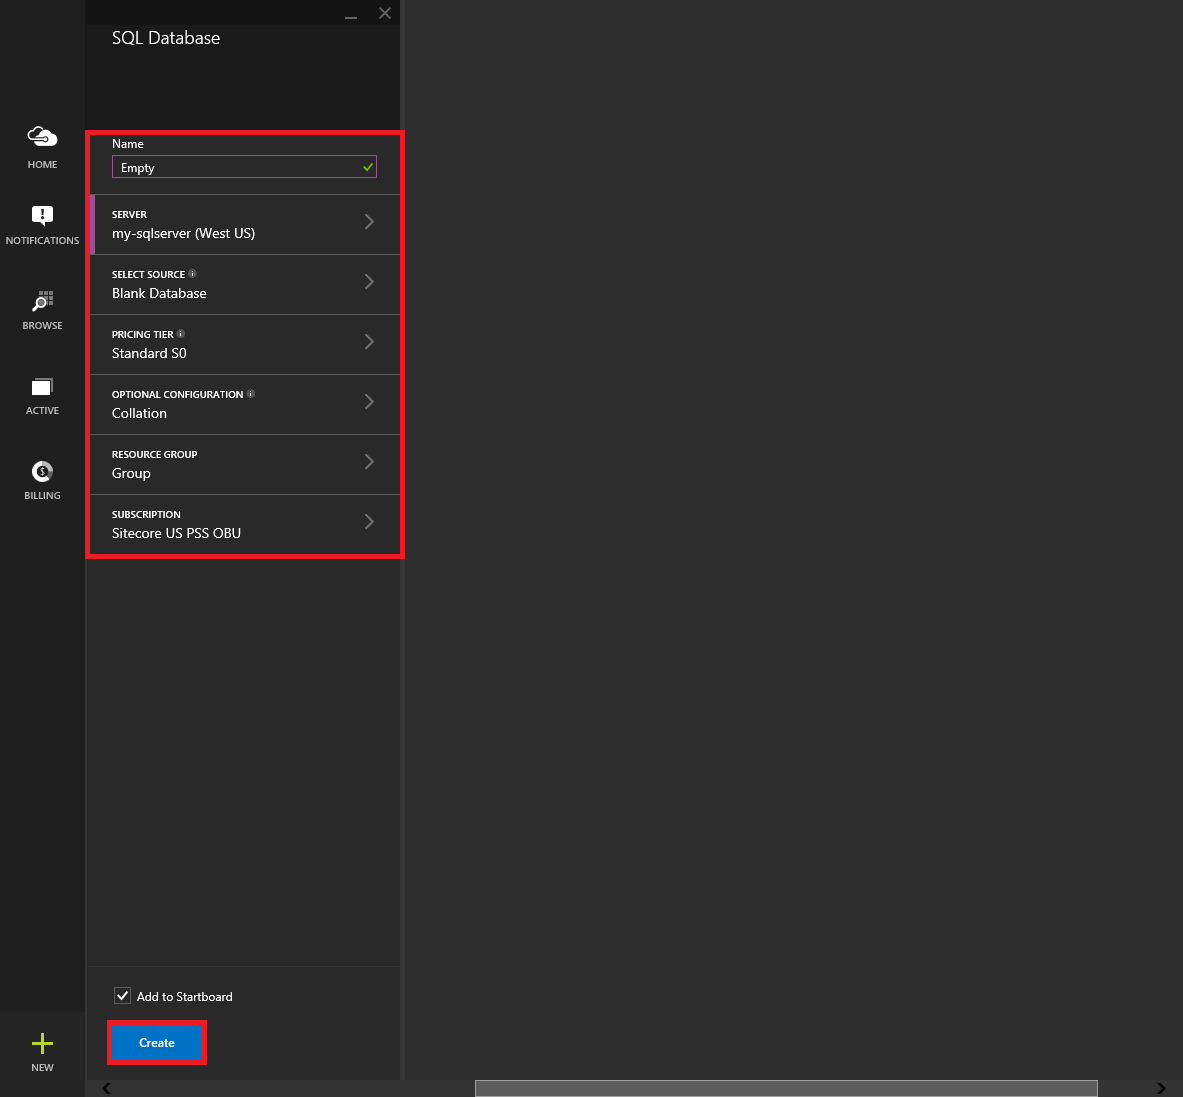 SQL Database
HOME
NOTIFICATIONS
BROWSE
ACTIVE
BILLING
NEW
Name
Empty
SERVER
my-sqlserver (West US)
SELECT SOURCE
Blank Database
PRICING TIER
Standard S0
OPTIONAL CONFIGURATION
Collation
RESOURCE GROUP
Group
SUBSCRIPTION
Sitecore US PSS OBU
Add to Startboard
Create